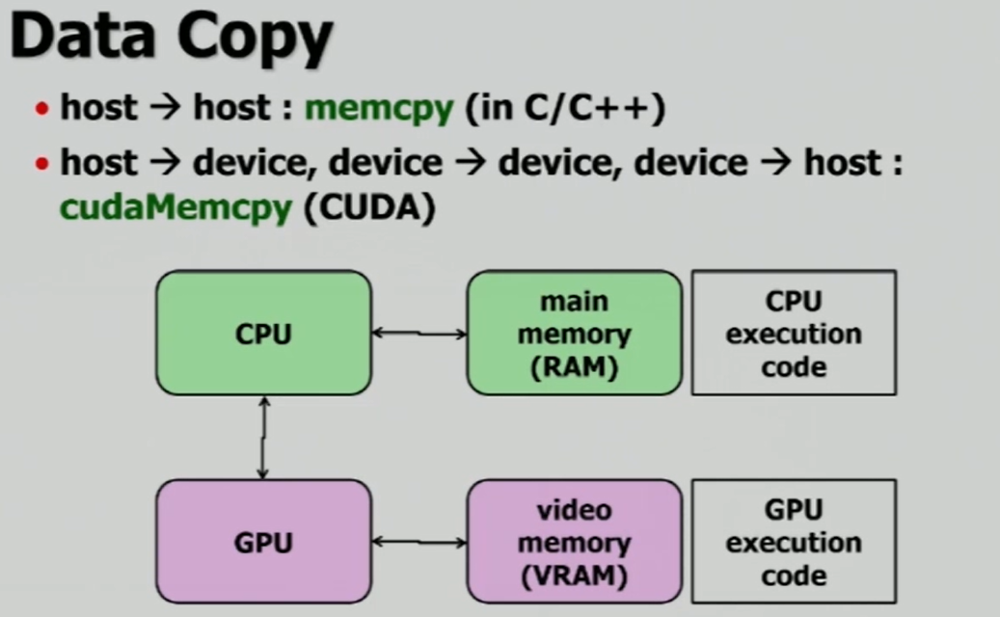 Data Copy
• host → host : memcpy (in C/C++)
• host → device, device → device, device → host :
cudaMemcpy (CUDA)
CPU
main
memory
(RAM)
CPU
execution
code
GPU
video
memory
(VRAM)
GPU
execution
code